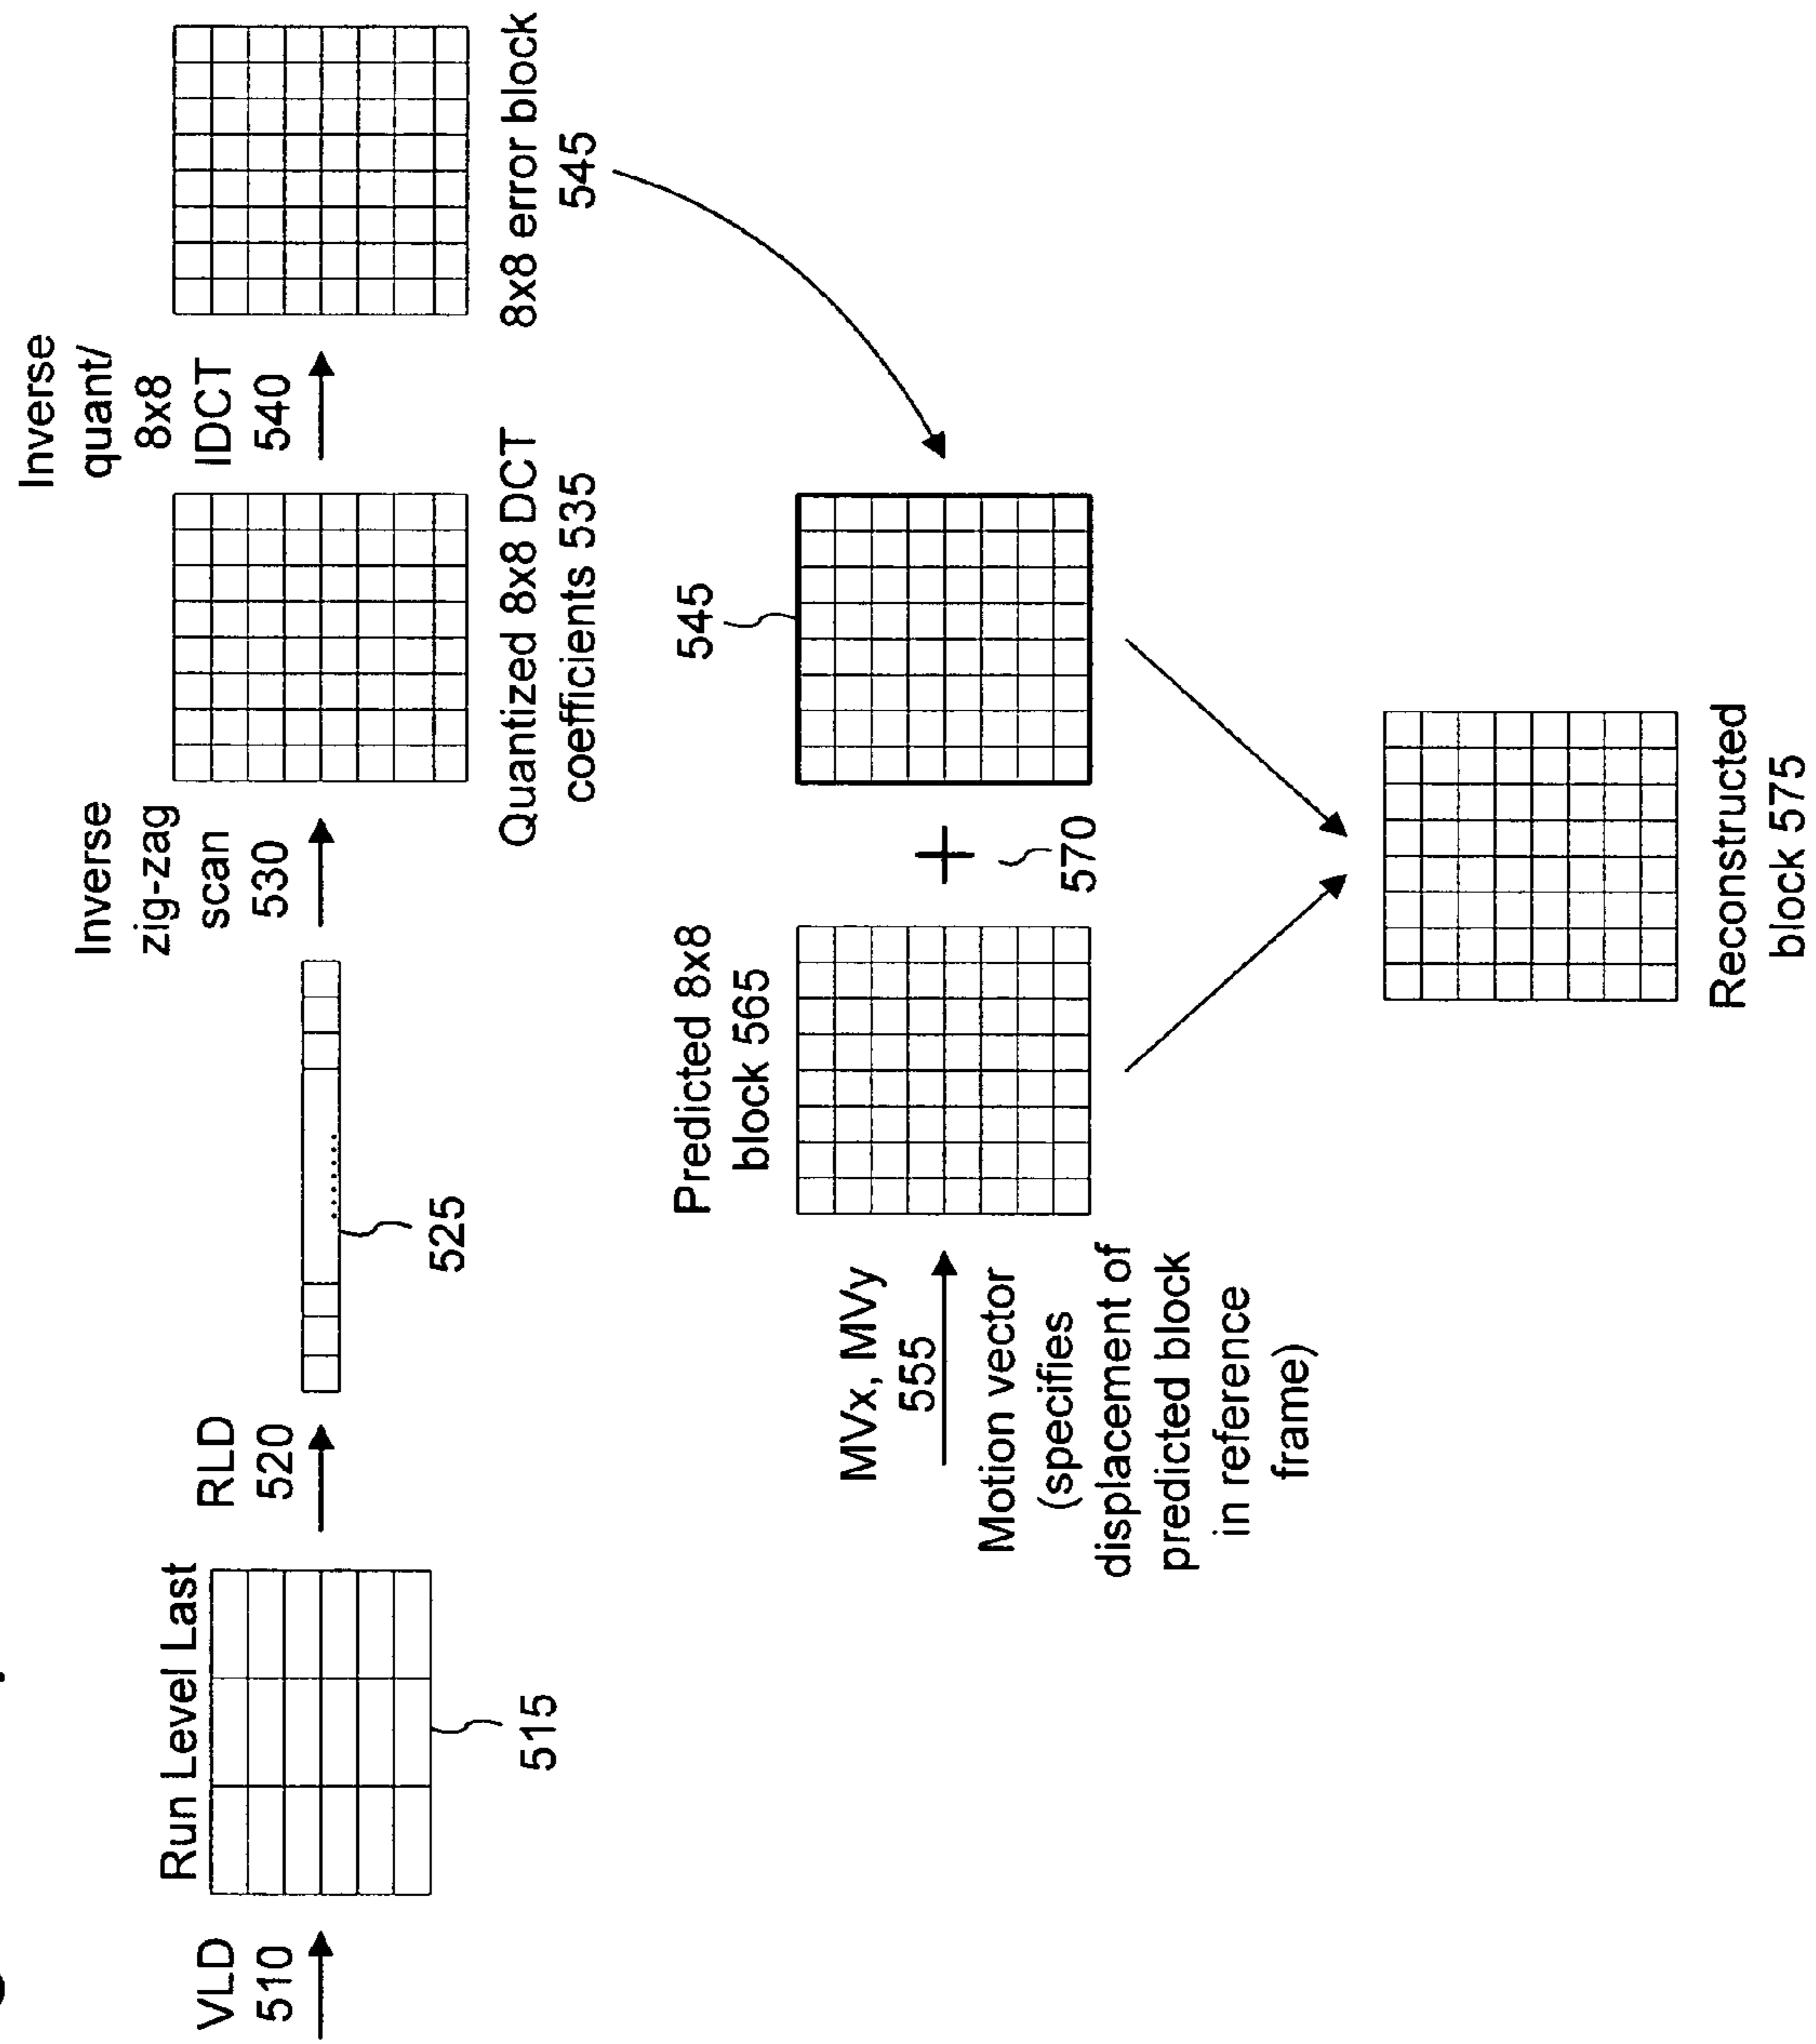 VLD
510
Run Level Last
515
RLD
520
525
Inverse
zig-zag
scan
530
Quantized 8x8 DCT
coefficients 535
Inverse
quant/
8x8
IDCT
540
8x8 error block
545
MVx, MVy
555
Motion vector
(specifies
displacement of
predicted block
in reference
frame)
Predicted 8x8
block 565
+
570
545
Reconstructed
block 575